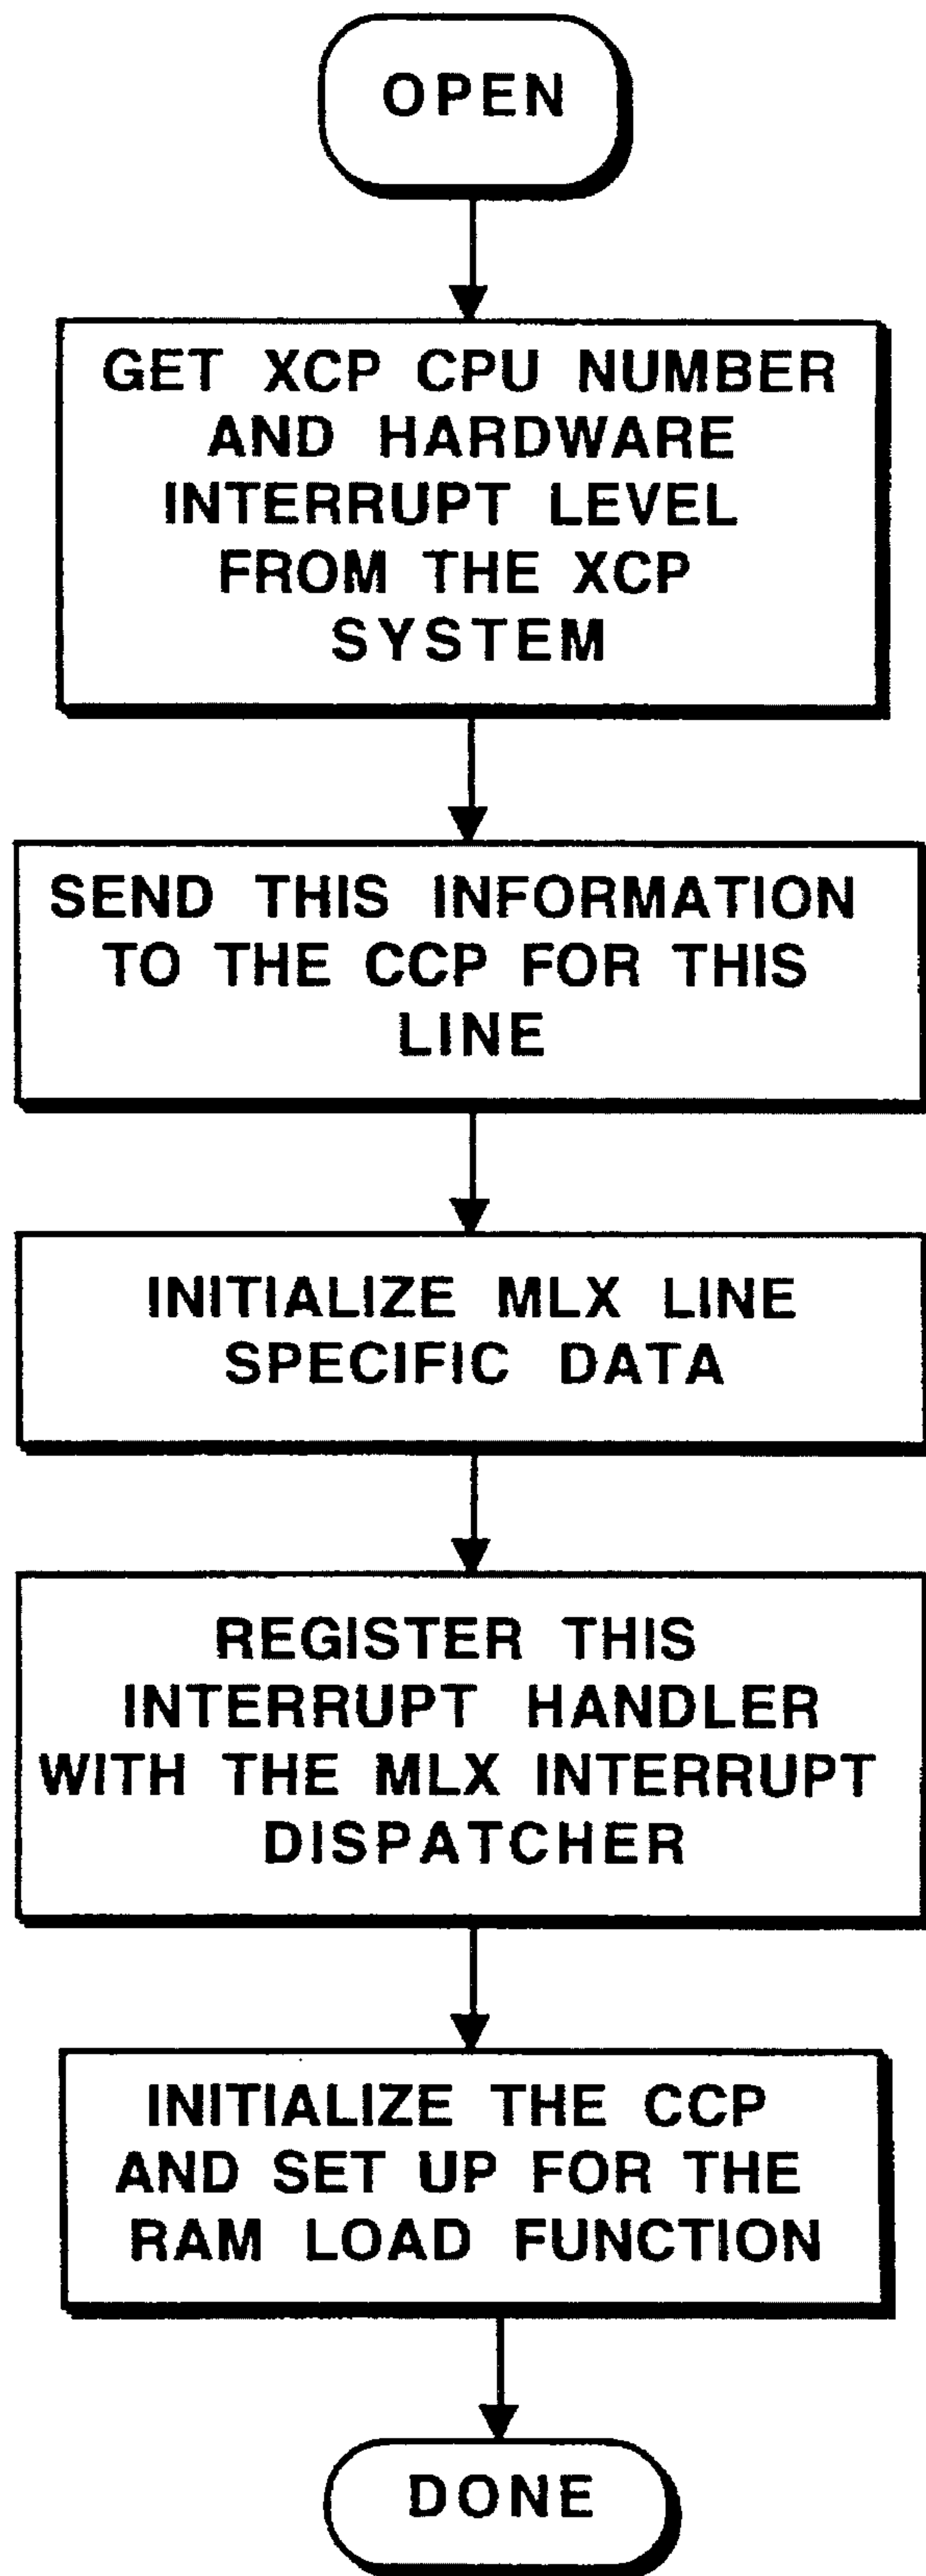 OPEN
GET XCP CPU NUMBER
AND HARDWARE
INTERRUPT LEVEL
FROM THE XCP
SYSTEM
SEND THIS INFORMATION
TO THE CCP FOR THIS
LINE
INITIALIZE MLX LINE
SPECIFIC DATA
REGISTER THIS
INTERRUPT HANDLER
WITH THE MLX INTERRUPT
DISPATCHER
INITIALIZE THE CCP
AND SET UP FOR THE
RAM LOAD FUNCTION
DONE